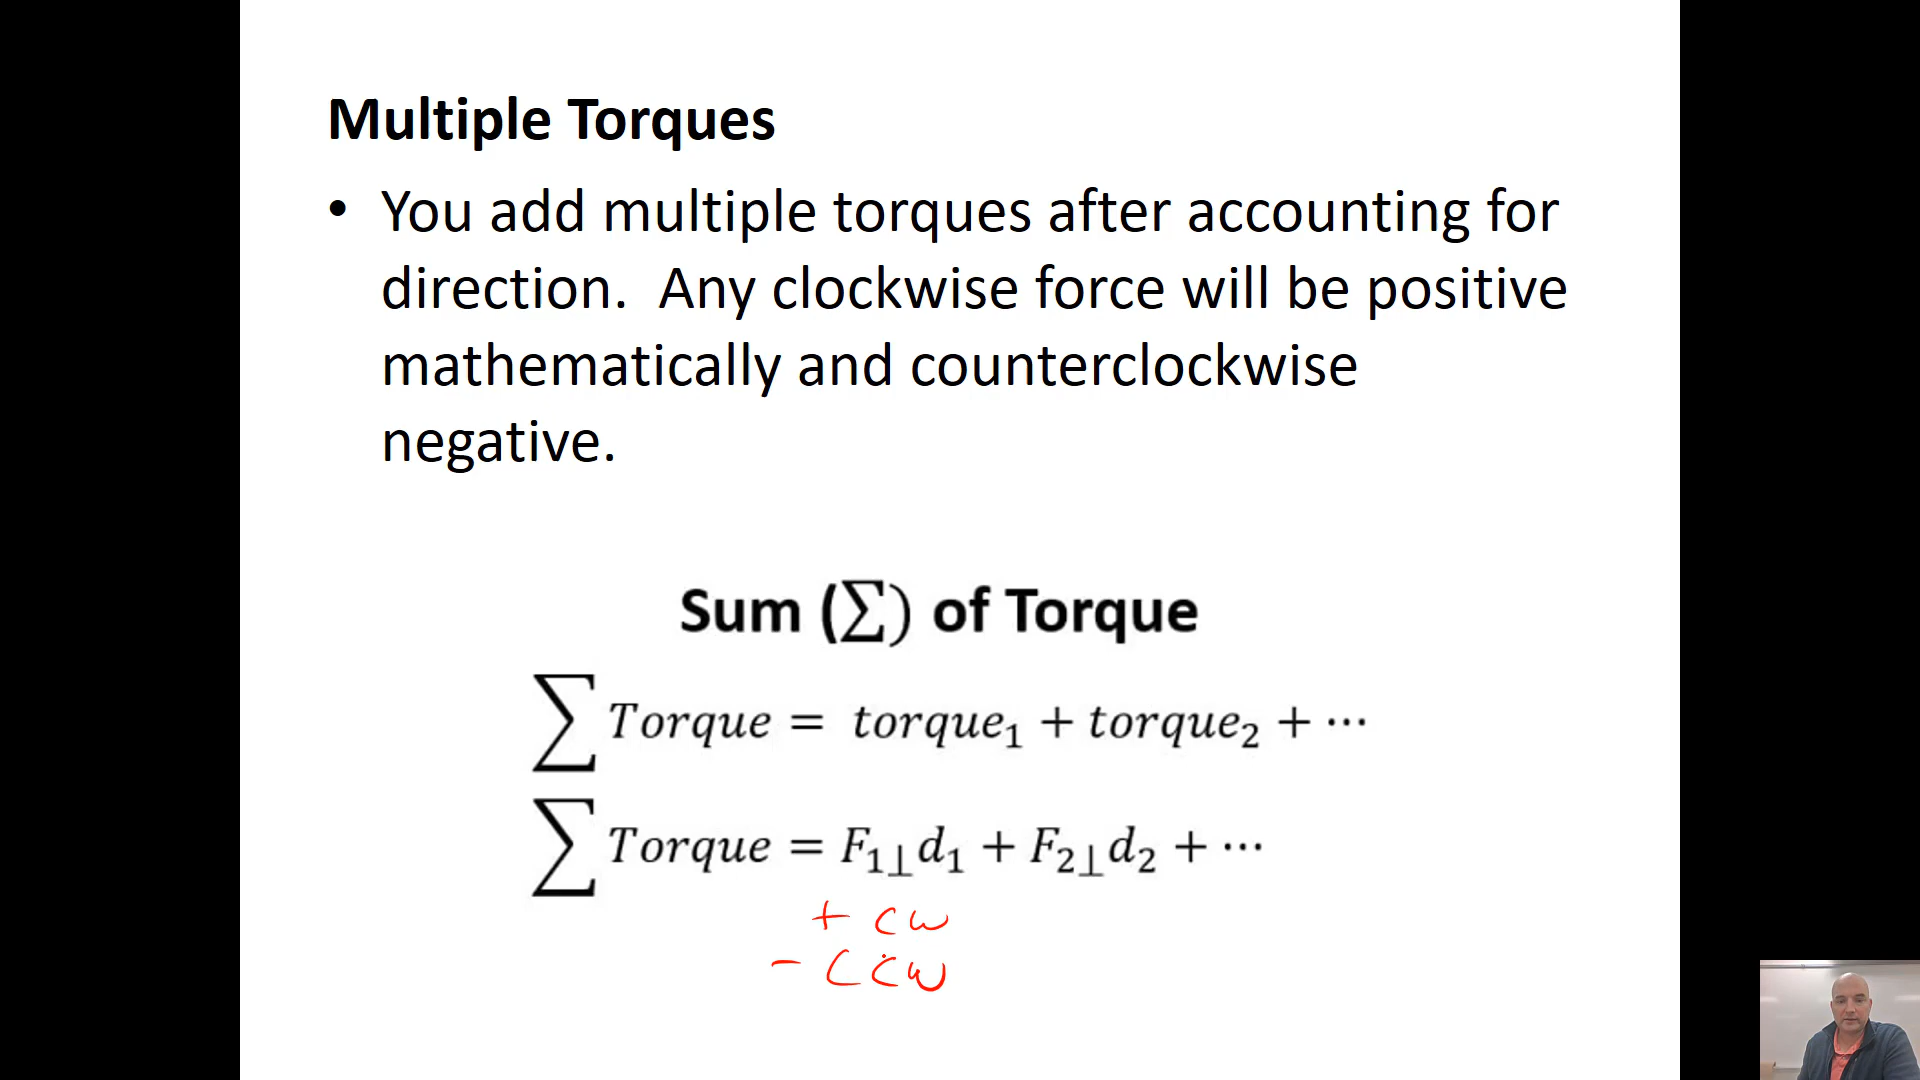 Multiple Torques
• You add multiple torques after accounting for
direction.  Any clockwise force will be positive
mathematically and counterclockwise
negative.
Sum (∑) of Torque
∑ Torque = torque₁ + torque₂ + ⋯
∑ Torque = F₁⊥d₁ + F₂⊥d₂ + ⋯
+ cw
- ccw